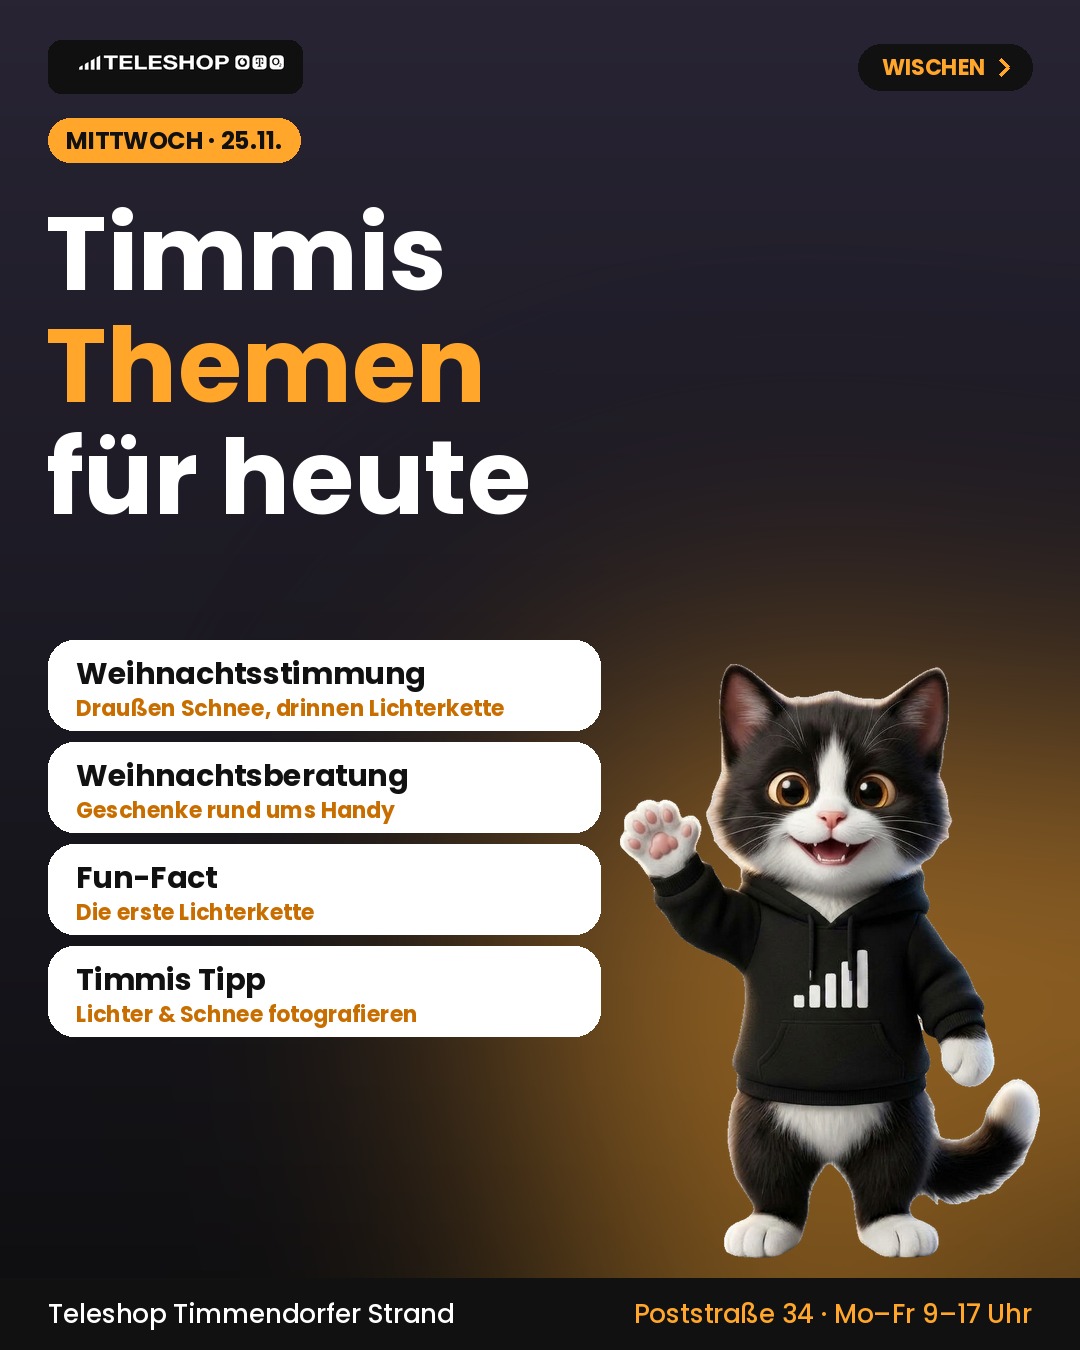 TELESHOP
WISCHEN
MITTWOCH · 25.11.
Timmis
Themen
für heute
Weihnachtsstimmung
Draußen Schnee, drinnen Lichterkette
Weihnachtsberatung
Geschenke rund ums Handy
Fun-Fact
Die erste Lichterkette
Timmis Tipp
Lichter & Schnee fotografieren
Teleshop Timmendorfer Strand
Poststraße 34 · Mo–Fr 9–17 Uhr